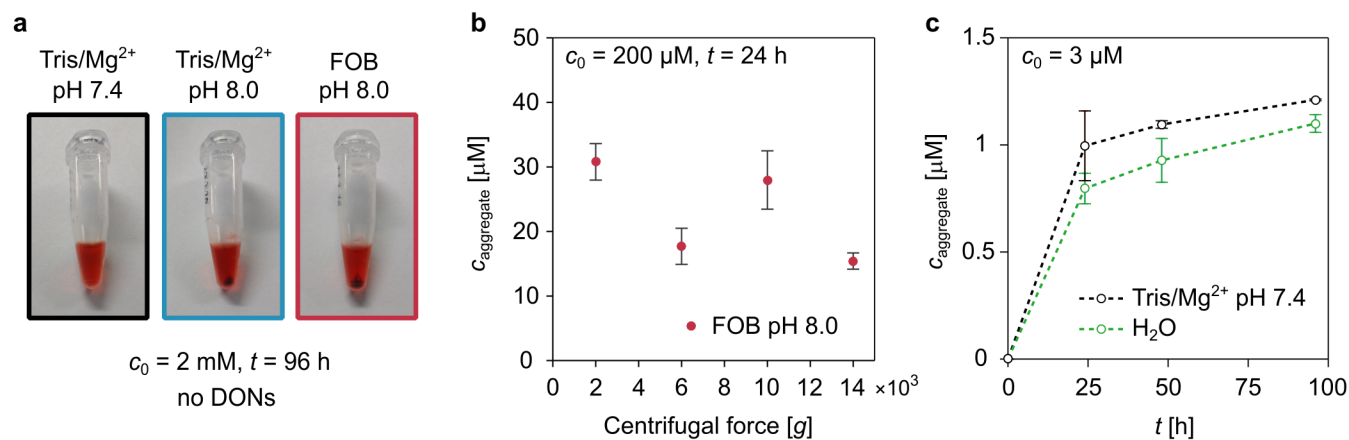 a
Tris/Mg²⁺
pH 7.4
Tris/Mg²⁺
pH 8.0
FOB
pH 8.0
c₀ = 2 mM, t = 96 h
no DONs
b
c₀ = 200 µM, t = 24 h
50
40
30
20
10
0
c_aggregate [µM]
FOB pH 8.0
0 2 4 6 8 10 12 14 ×10³
Centrifugal force [g]
c
c₀ = 3 µM
1.5
1
0.5
0
c_aggregate [µM]
Tris/Mg²⁺ pH 7.4
H₂O
0 25 50 75 100
t [h]